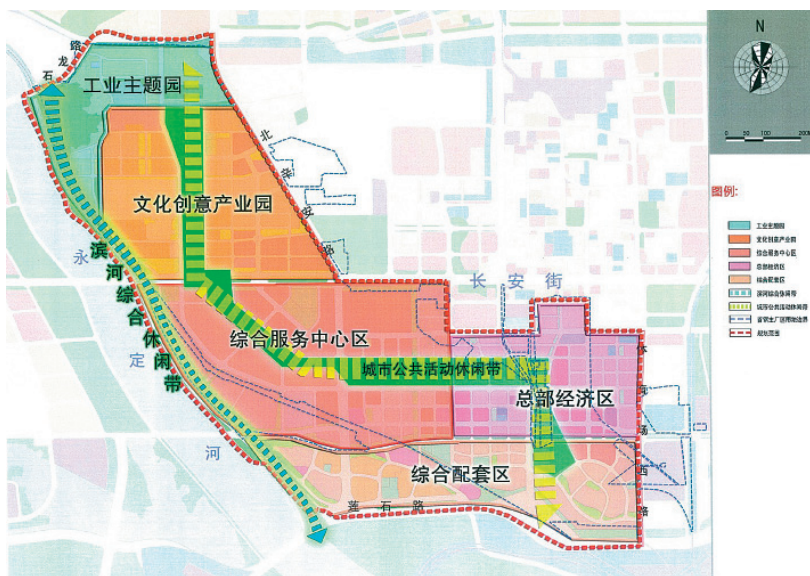 N
0 50 100 200
石龙路
工业主题园
北辛安路
文化创意产业园
永定河
滨河综合休闲带
长安街
综合服务中心区
城市公共活动休闲带
总部经济区
综合配套区
莲石路
图例:
工业主题园
文化创意产业园
综合服务中心区
总部经济区
综合配套区
滨河综合休闲带
城市公共活动休闲带
规划范围